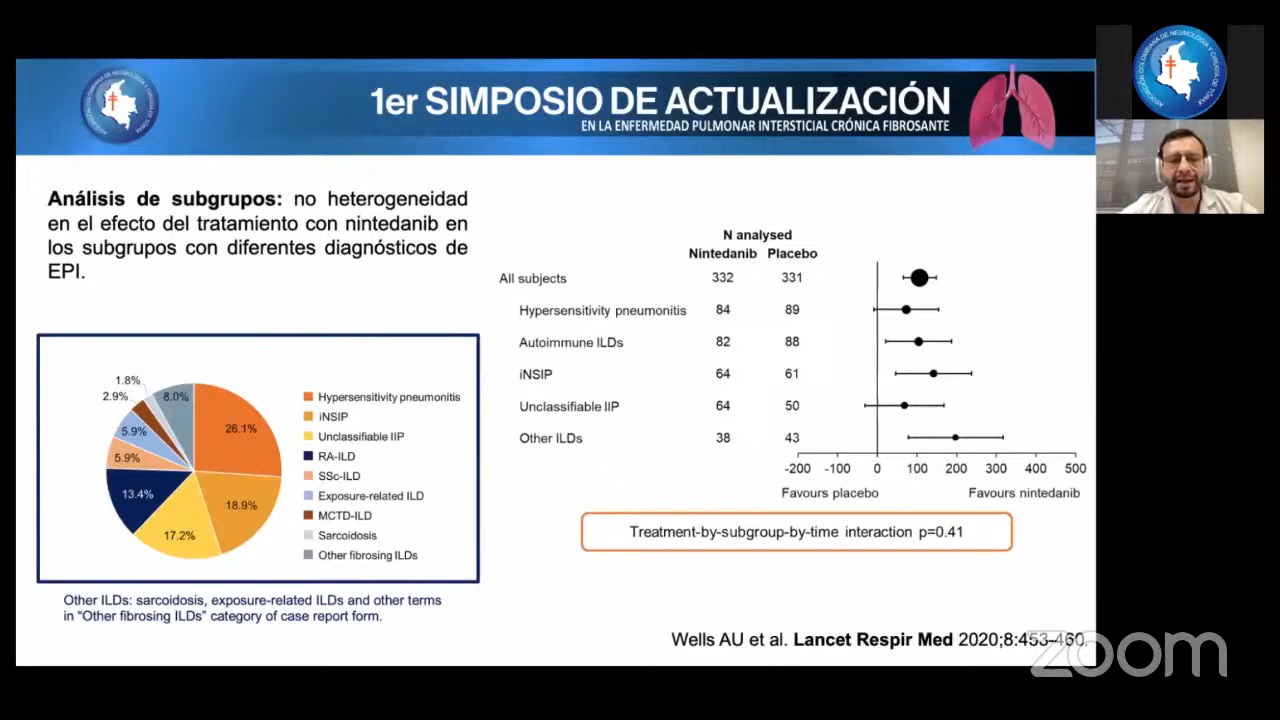 1er SIMPOSIO DE ACTUALIZACIÓN
EN LA ENFERMEDAD PULMONAR INTERSTICIAL CRÓNICA FIBROSANTE
ASOCIACIÓN COLOMBIANA DE NEUMOLOGÍA Y CIRUGÍA DE TÓRAX
Análisis de subgrupos: no heterogeneidad
en el efecto del tratamiento con nintedanib en
los subgrupos con diferentes diagnósticos de
EPI.
1.8%
2.9%
8.0%
5.9%
5.9%
13.4%
17.2%
18.9%
26.1%
Hypersensitivity pneumonitis
iNSIP
Unclassifiable IIP
RA-ILD
SSc-ILD
Exposure-related ILD
MCTD-ILD
Sarcoidosis
Other fibrosing ILDs
Other ILDs: sarcoidosis, exposure-related ILDs and other terms
in “Other fibrosing ILDs” category of case report form.
N analysed
Nintedanib Placebo
All subjects 332 331
Hypersensitivity pneumonitis 84 89
Autoimmune ILDs 82 88
iNSIP 64 61
Unclassifiable IIP 64 50
Other ILDs 38 43
-200 -100 0 100 200 300 400 500
Favours placebo Favours nintedanib
Treatment-by-subgroup-by-time interaction p=0.41
Wells AU et al. Lancet Respir Med 2020;8:453-460.
zoom